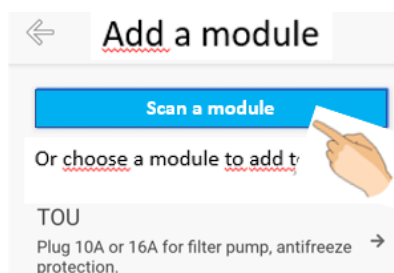 Add a module
Scan a module
Or choose a module to add
TOU
Plug 10A or 16A for filter pump, antifreeze
protection.